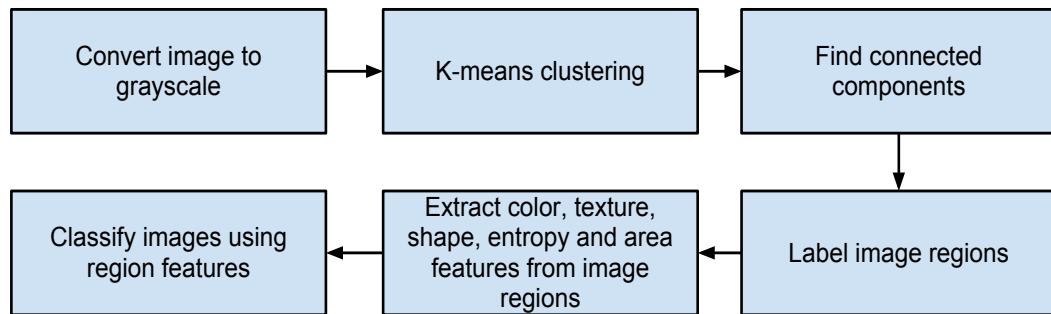 Convert image to
grayscale
K-means clustering
Find connected
components
Label image regions
Extract color, texture,
shape, entropy and area
features from image
regions
Classify images using
region features